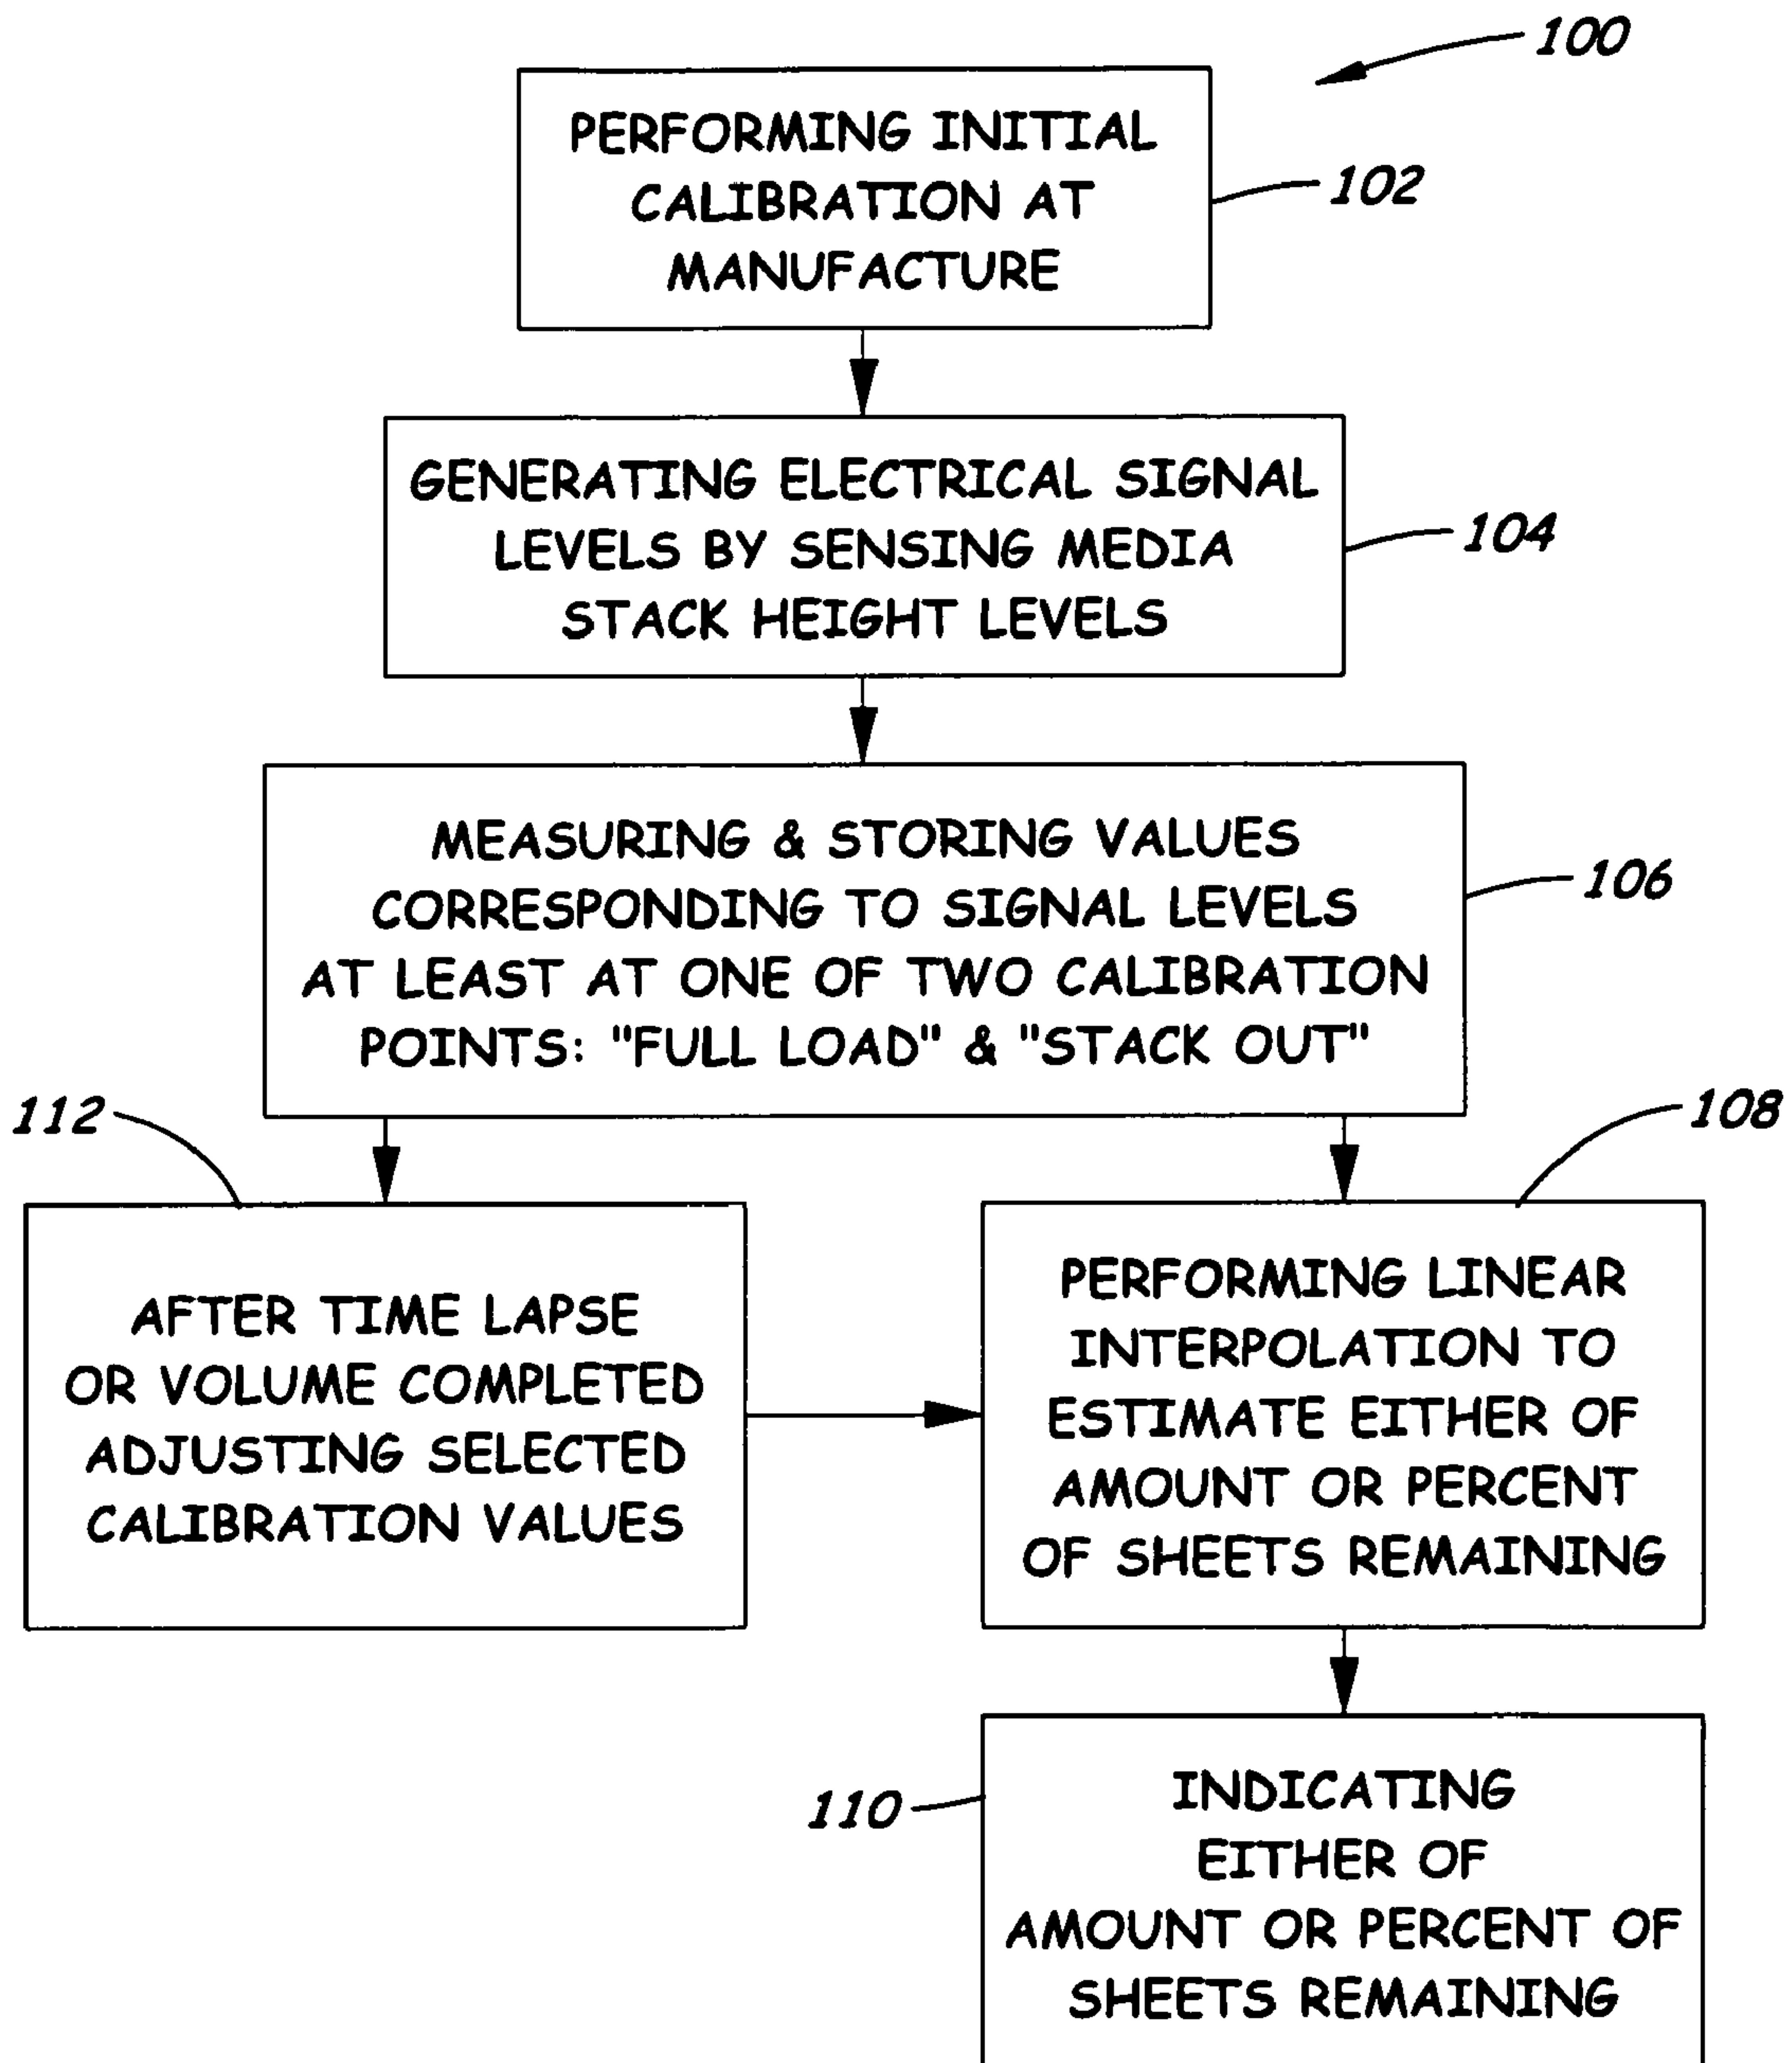 100
PERFORMING INITIAL
CALIBRATION AT
MANUFACTURE
102
GENERATING ELECTRICAL SIGNAL
LEVELS BY SENSING MEDIA
STACK HEIGHT LEVELS
104
MEASURING & STORING VALUES
CORRESPONDING TO SIGNAL LEVELS
AT LEAST AT ONE OF TWO CALIBRATION
POINTS: "FULL LOAD" & "STACK OUT"
106
112
AFTER TIME LAPSE
OR VOLUME COMPLETED
ADJUSTING SELECTED
CALIBRATION VALUES
108
PERFORMING LINEAR
INTERPOLATION TO
ESTIMATE EITHER OF
AMOUNT OR PERCENT
OF SHEETS REMAINING
110
INDICATING
EITHER OF
AMOUNT OR PERCENT OF
SHEETS REMAINING